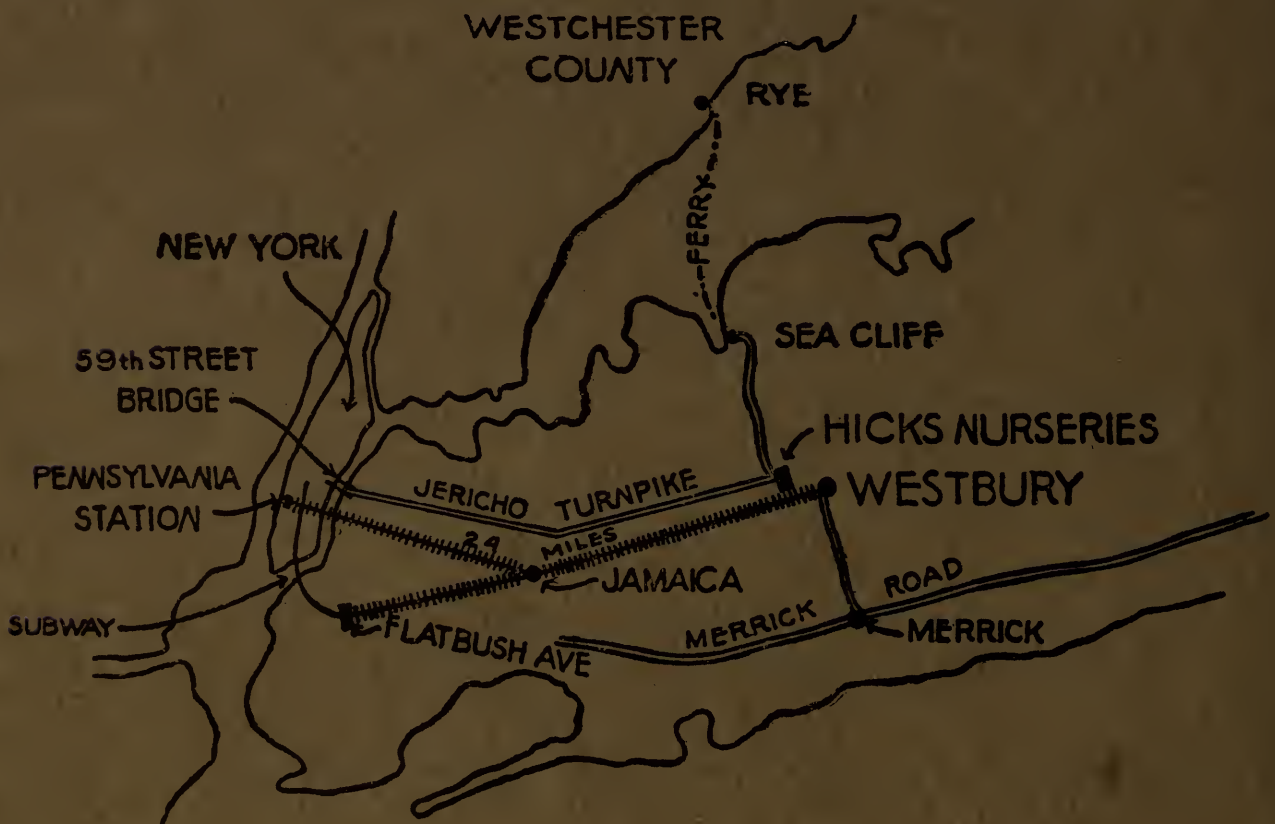 WESTCHESTER
COUNTY
RYE
FERRY
NEW YORK
59th STREET
BRIDGE
SEA CLIFF
HICKS NURSERIES
PENNSYLVANIA
STATION
JERICHO TURNPIKE
WESTBURY
24 MILES
JAMAICA
SUBWAY
FLATBUSH AVE
MERRICK ROAD
MERRICK